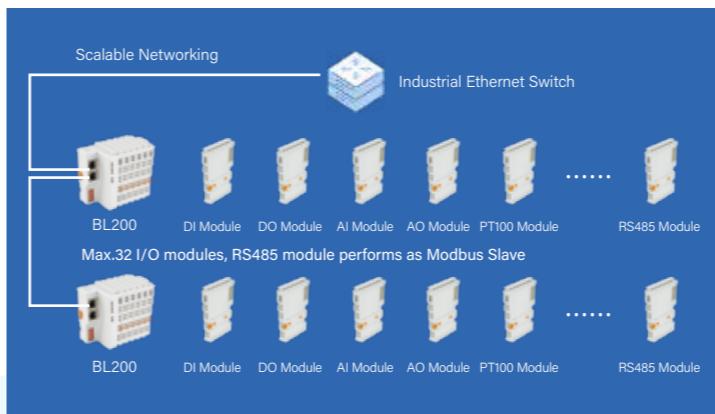 Scalable Networking
Industrial Ethernet Switch
BL200 DI Module DO Module AI Module AO Module PT100 Module ...... RS485 Module
Max.32 I/O modules, RS485 module performs as Modbus Slave
BL200 DI Module DO Module AI Module AO Module PT100 Module ...... RS485 Module